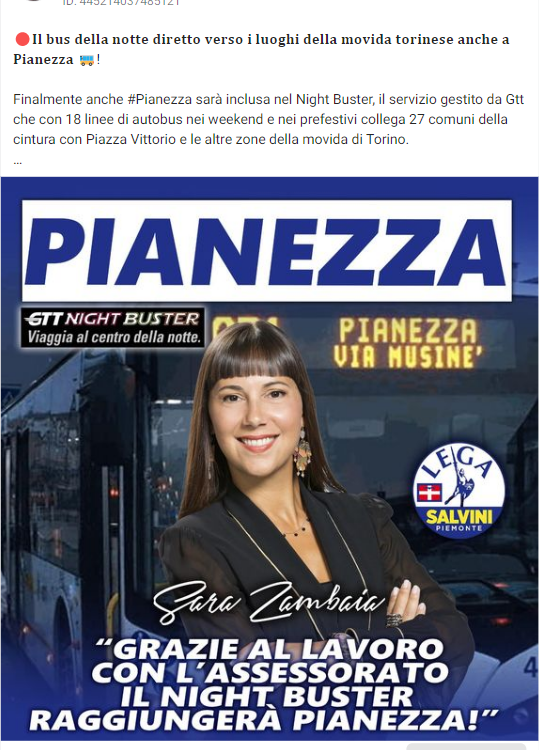 ID: 445214037485121
🔴Il bus della notte diretto verso i luoghi della movida torinese anche a
Pianezza 🚌!
Finalmente anche #Pianezza sarà inclusa nel Night Buster, il servizio gestito da Gtt
che con 18 linee di autobus nei weekend e nei prefestivi collega 27 comuni della
cintura con Piazza Vittorio e le altre zone della movida di Torino.
...
PIANEZZA
GTT NIGHT BUSTER
Viaggia al centro della notte.
PIANEZZA
VIA MUSINE'
LEGA
SALVINI
PIEMONTE
Sara Zambaia
“GRAZIE AL LAVORO
CON L'ASSESSORATO
IL NIGHT BUSTER
RAGGIUNGERÀ PIANEZZA!”
4